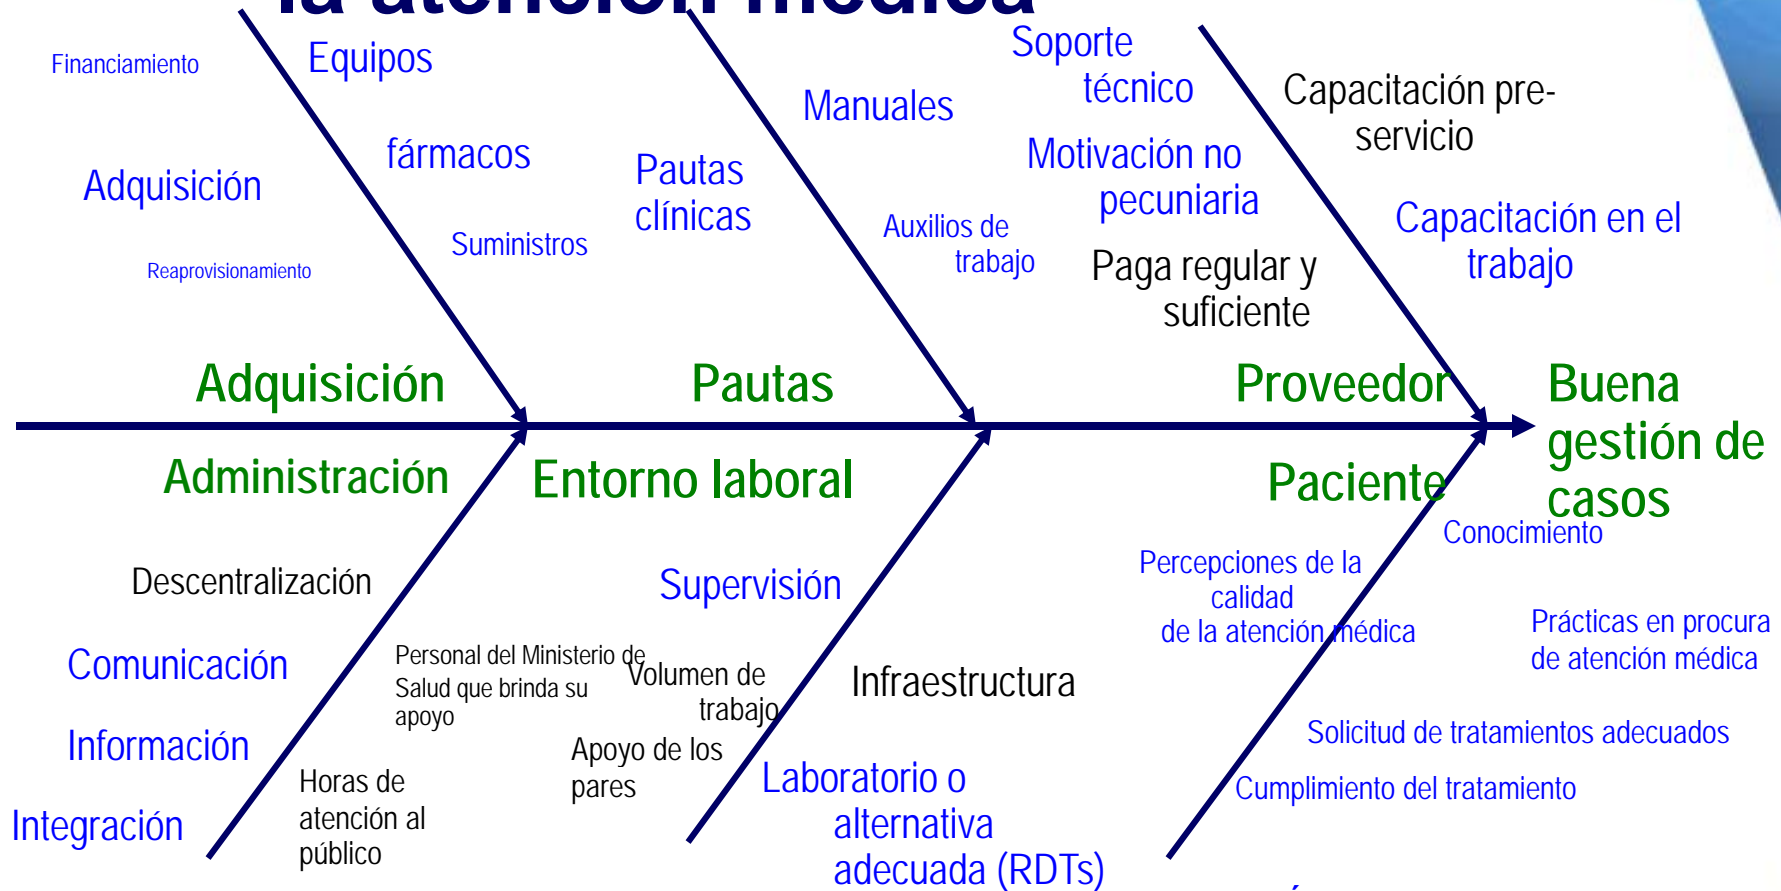 la atención médica
Financiamiento
Equipos
Soporte
técnico
Manuales
Capacitación pre-
servicio
fármacos
Pautas
clínicas
Motivación no
pecuniaria
Adquisición
Capacitación en el
trabajo
Suministros
Auxilios de
trabajo
Reaprovisionamiento
Paga regular y
suficiente
Adquisición
Pautas
Proveedor
Buena
gestión de
casos
Administración
Entorno laboral
Paciente
Conocimiento
Descentralización
Supervisión
Percepciones de la
calidad
de la atención médica
Prácticas en procura
de atención médica
Comunicación
Personal del Ministerio de
Salud que brinda su
apoyo
Volumen de
trabajo
Infraestructura
Información
Apoyo de los
pares
Solicitud de tratamientos adecuados
Horas de
atención al
público
Laboratorio o
alternativa
adecuada (RDTs)
Cumplimiento del tratamiento
Integración